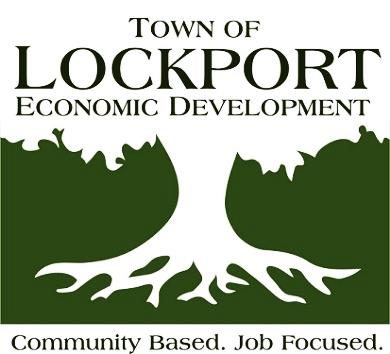 TOWN OF
LOCKPORT
ECONOMIC DEVELOPMENT
Community Based. Job Focused.